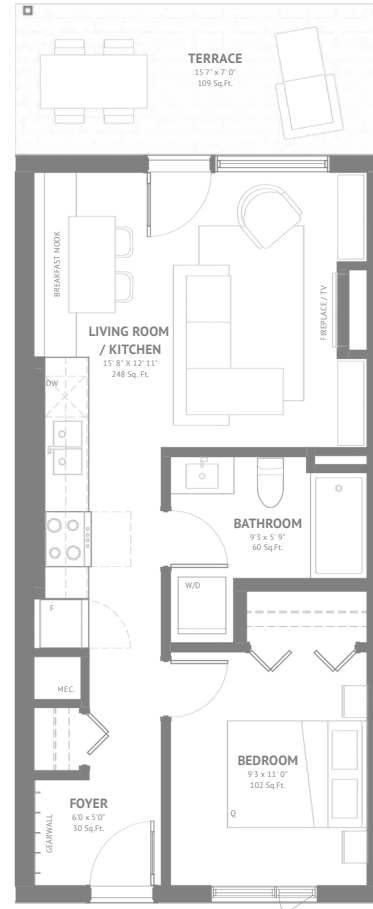 TERRACE
15'7" x 7' 0"
109 Sq.Ft.
BREAKFAST NOOK
LIVING ROOM
/ KITCHEN
15' 8" X 12' 11"
248 Sq. Ft.
FIREPLACE / TV
DW
BATHROOM
9'3 x 5' 9"
60 Sq.Ft.
W/D
F
MEC.
BEDROOM
9'3 x 11' 0"
102 Sq.Ft.
Q
FOYER
6'0 x 5'0"
30 Sq.Ft.
GEARWALL